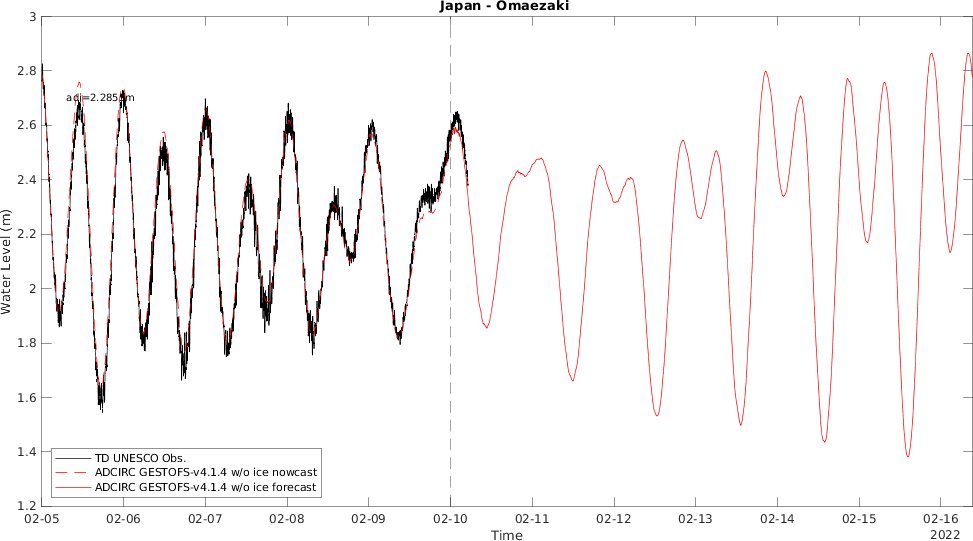 Japan - Omaezaki
3
2.8
2.6
2.4
2.2
2
1.8
1.6
1.4
1.2
Water Level (m)
TD UNESCO Obs.
ADCIRC GESTOFS-v4.1.4 w/o ice nowcast
ADCIRC GESTOFS-v4.1.4 w/o ice forecast
02-05 02-06 02-07 02-08 02-09 02-10 02-11 02-12 02-13 02-14 02-15 02-16
Time
2022